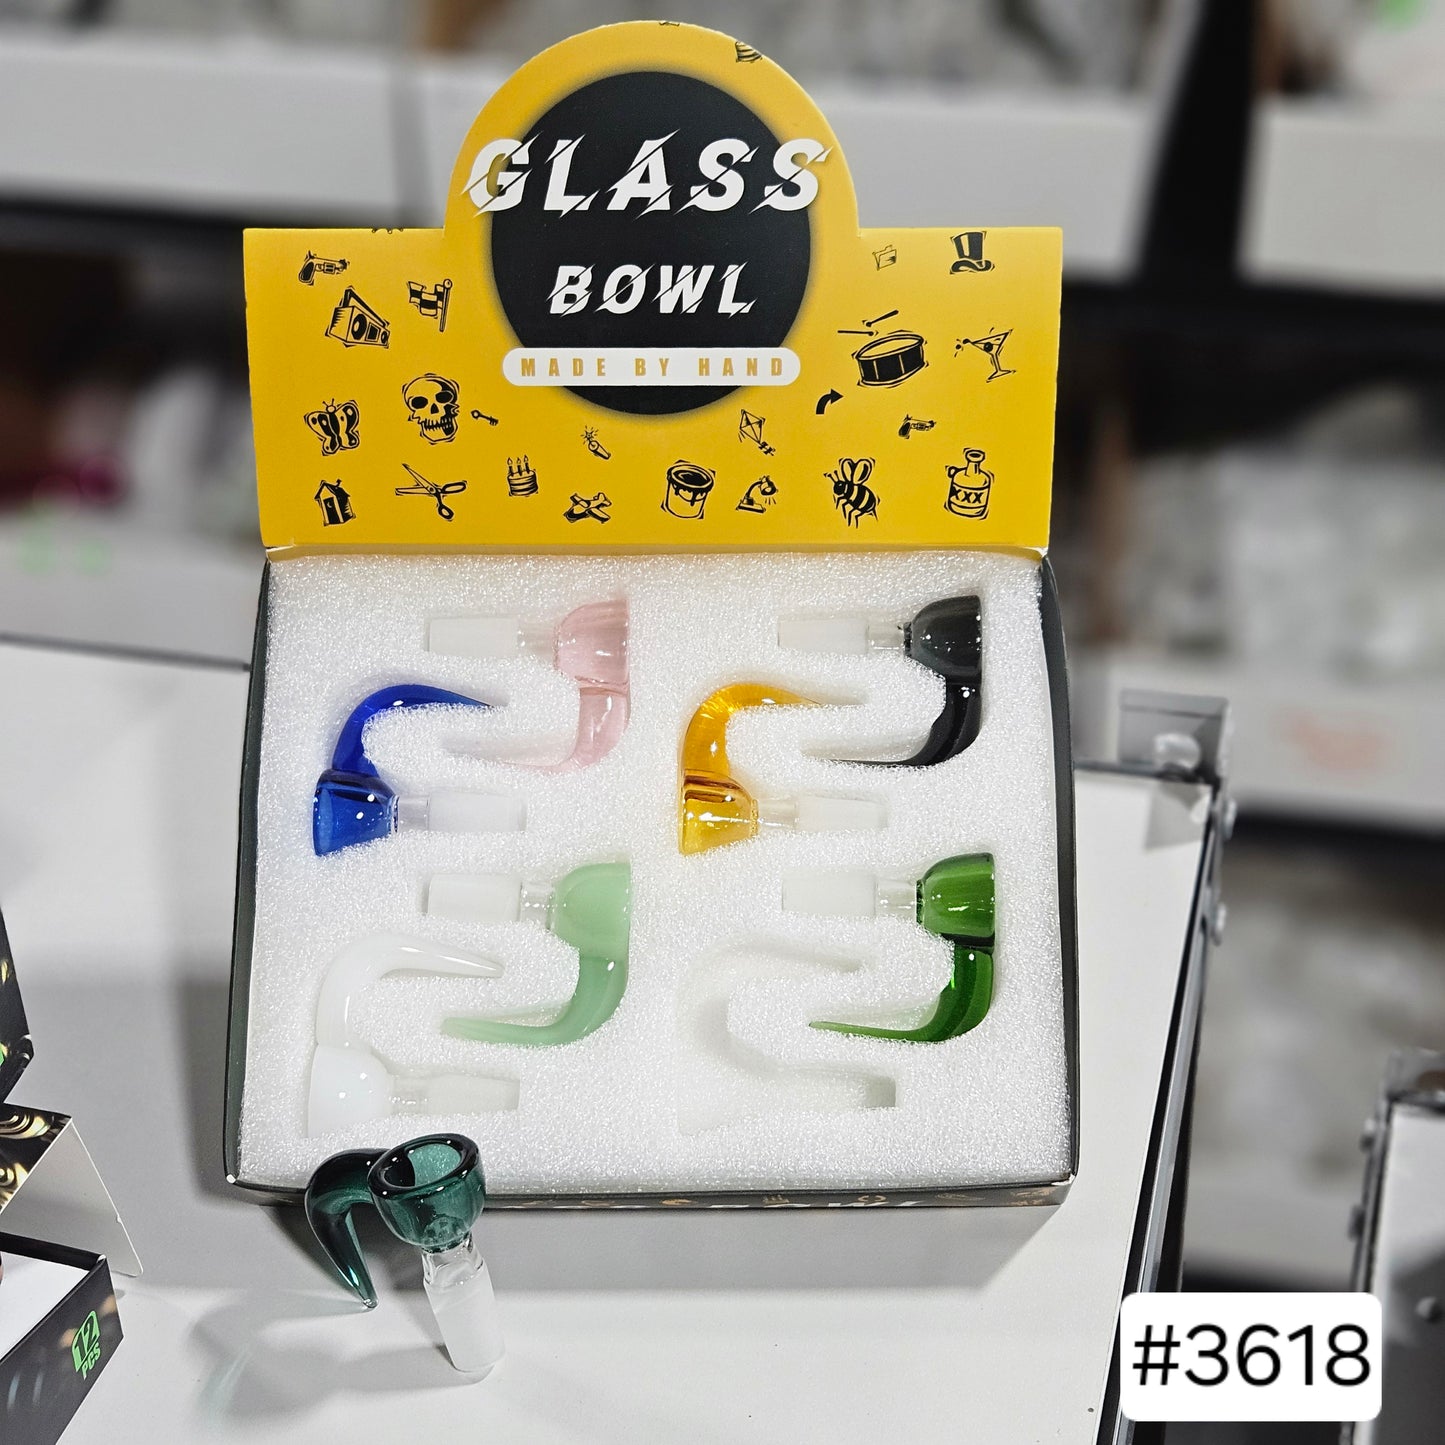 GLASS
BOWL
MADE BY HAND
XXX
12
PCS
#3618